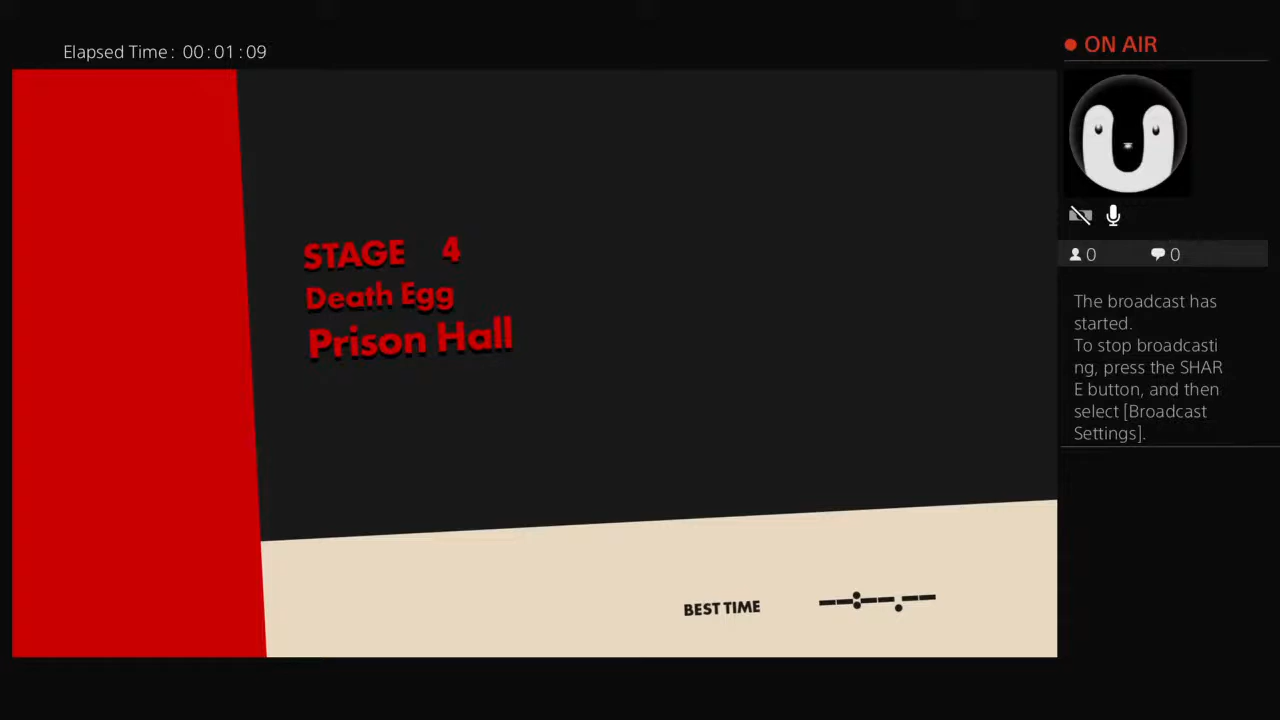 Elapsed Time: 00:01:09
ON AIR
STAGE 4
Death Egg
Prison Hall
0 0
The broadcast has
started.
To stop broadcasti
ng, press the SHAR
E button, and then
select [Broadcast
Settings].
BEST TIME --:--.--